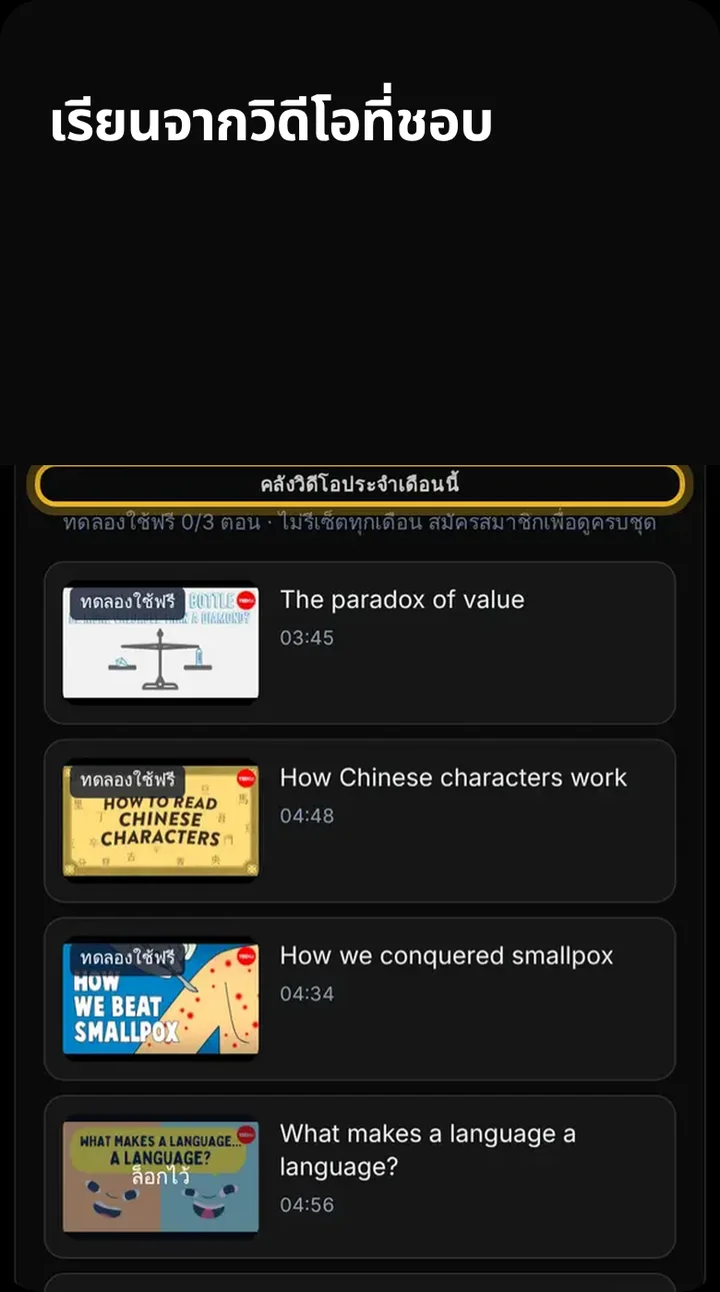 เรียนจากวิดีโอที่ชอบ
คลังวิดีโอประจำเดือนนี้
ทดลองใช้ฟรี 0/3 ตอน · ไม่รีเซ็ตทุกเดือน สมัครสมาชิกเพื่อดูครบชุด
ทดลองใช้ฟรี
BOTTLE
THAN A DIAMOND?
The paradox of value
03:45
ทดลองใช้ฟรี
HOW TO READ
CHINESE
CHARACTERS
How Chinese characters work
04:48
ทดลองใช้ฟรี
HOW
WE BEAT
SMALLPOX
How we conquered smallpox
04:34
WHAT MAKES A LANGUAGE...
A LANGUAGE?
ล็อกไว้
What makes a language a
language?
04:56